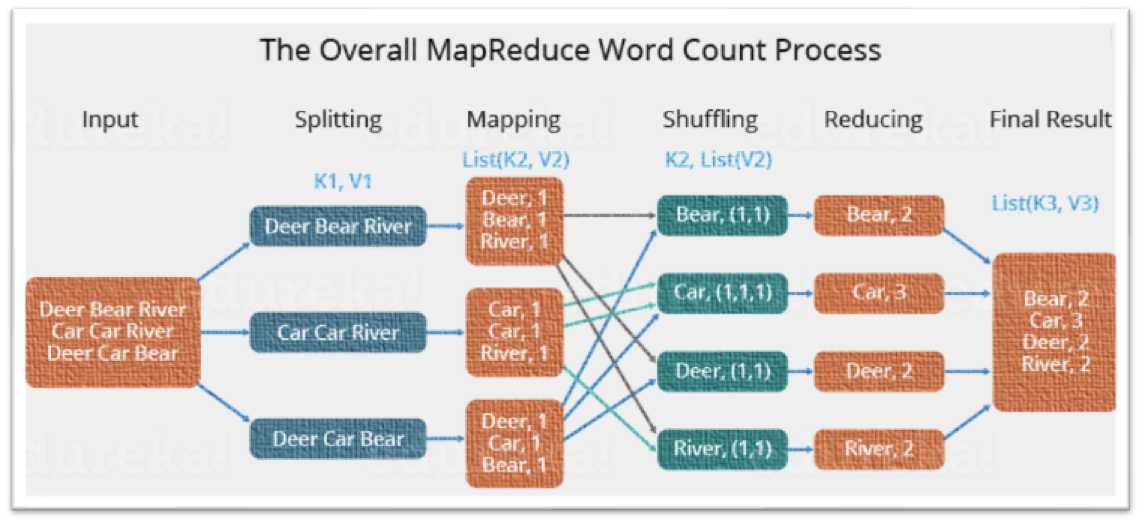 The Overall MapReduce Word Count Process
Input
Splitting
Mapping
Shuffling
Reducing
Final Result
K1, V1
List(K2, V2)
K2, List(V2)
List(K3, V3)
Deer Bear River
Car Car River
Deer Car Bear
Deer Bear River
Car Car River
Deer Car Bear
Deer, 1
Bear, 1
River, 1
Car, 1
Car, 1
River, 1
Deer, 1
Car, 1
Bear, 1
Bear, (1,1)
Car, (1,1,1)
Deer, (1,1)
River, (1,1)
Bear, 2
Car, 3
Deer, 2
River, 2
Bear, 2
Car, 3
Deer, 2
River, 2
edureka!